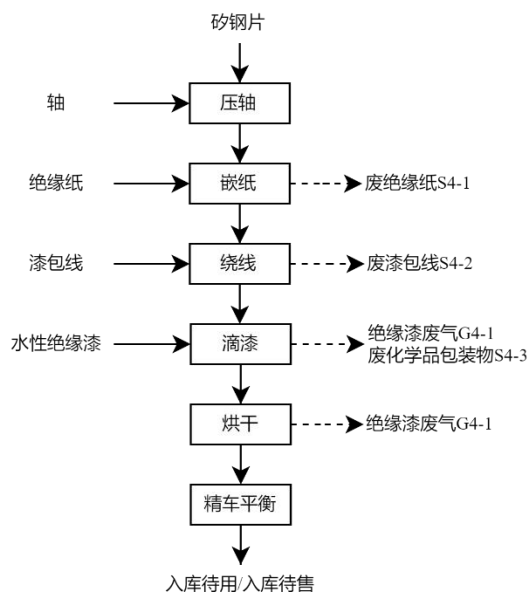 矽钢片
轴
压轴
绝缘纸
嵌纸
废绝缘纸S4-1
漆包线
绕线
废漆包线S4-2
水性绝缘漆
滴漆
绝缘漆废气G4-1
废化学品包装物S4-3
烘干
绝缘漆废气G4-1
精车平衡
入库待用/入库待售